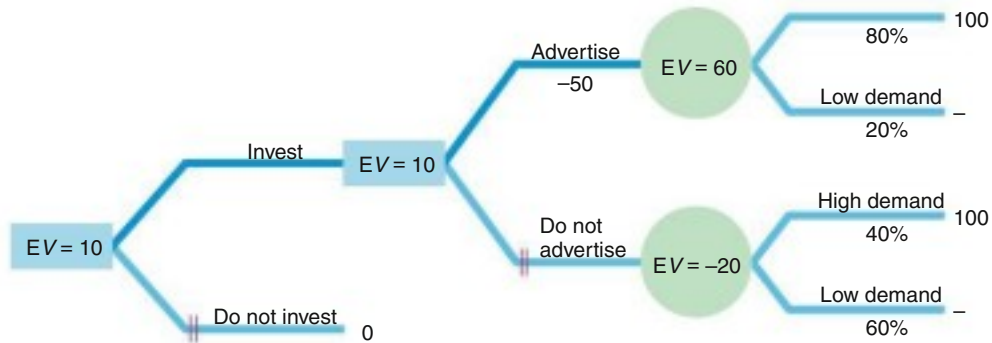 100
80%
Advertise
–50
EV = 60
Low demand
20%
–
Invest
EV = 10
High demand
100
40%
Do not
advertise
EV = 10
EV = –20
Low demand
60%
–
Do not invest
0